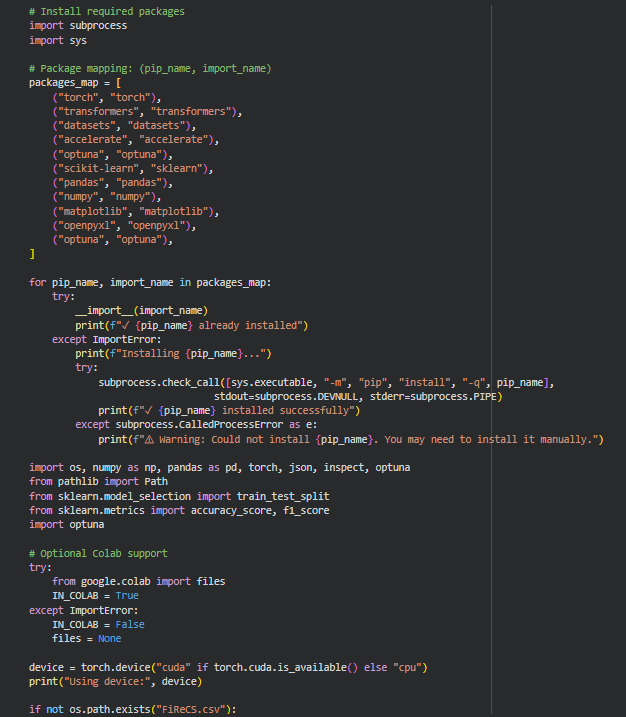 # Install required packages
import subprocess
import sys

# Package mapping: (pip_name, import_name)
packages_map = [
    ("torch", "torch"),
    ("transformers", "transformers"),
    ("datasets", "datasets"),
    ("accelerate", "accelerate"),
    ("optuna", "optuna"),
    ("scikit-learn", "sklearn"),
    ("pandas", "pandas"),
    ("numpy", "numpy"),
    ("matplotlib", "matplotlib"),
    ("openpyxl", "openpyxl"),
    ("optuna", "optuna"),
]

for pip_name, import_name in packages_map:
    try:
        __import__(import_name)
        print(f"✓ {pip_name} already installed")
    except ImportError:
        print(f"Installing {pip_name}...")
        try:
            subprocess.check_call([sys.executable, "-m", "pip", "install", "-q", pip_name],
                                stdout=subprocess.DEVNULL, stderr=subprocess.PIPE)
            print(f"✓ {pip_name} installed successfully")
        except subprocess.CalledProcessError as e:
            print(f"⚠ Warning: Could not install {pip_name}. You may need to install it manually.")

import os, numpy as np, pandas as pd, torch, json, inspect, optuna
from pathlib import Path
from sklearn.model_selection import train_test_split
from sklearn.metrics import accuracy_score, f1_score
import optuna

# Optional Colab support
try:
    from google.colab import files
    IN_COLAB = True
except ImportError:
    IN_COLAB = False
    files = None

device = torch.device("cuda" if torch.cuda.is_available() else "cpu")
print("Using device:", device)

if not os.path.exists("FiReCS.csv"):